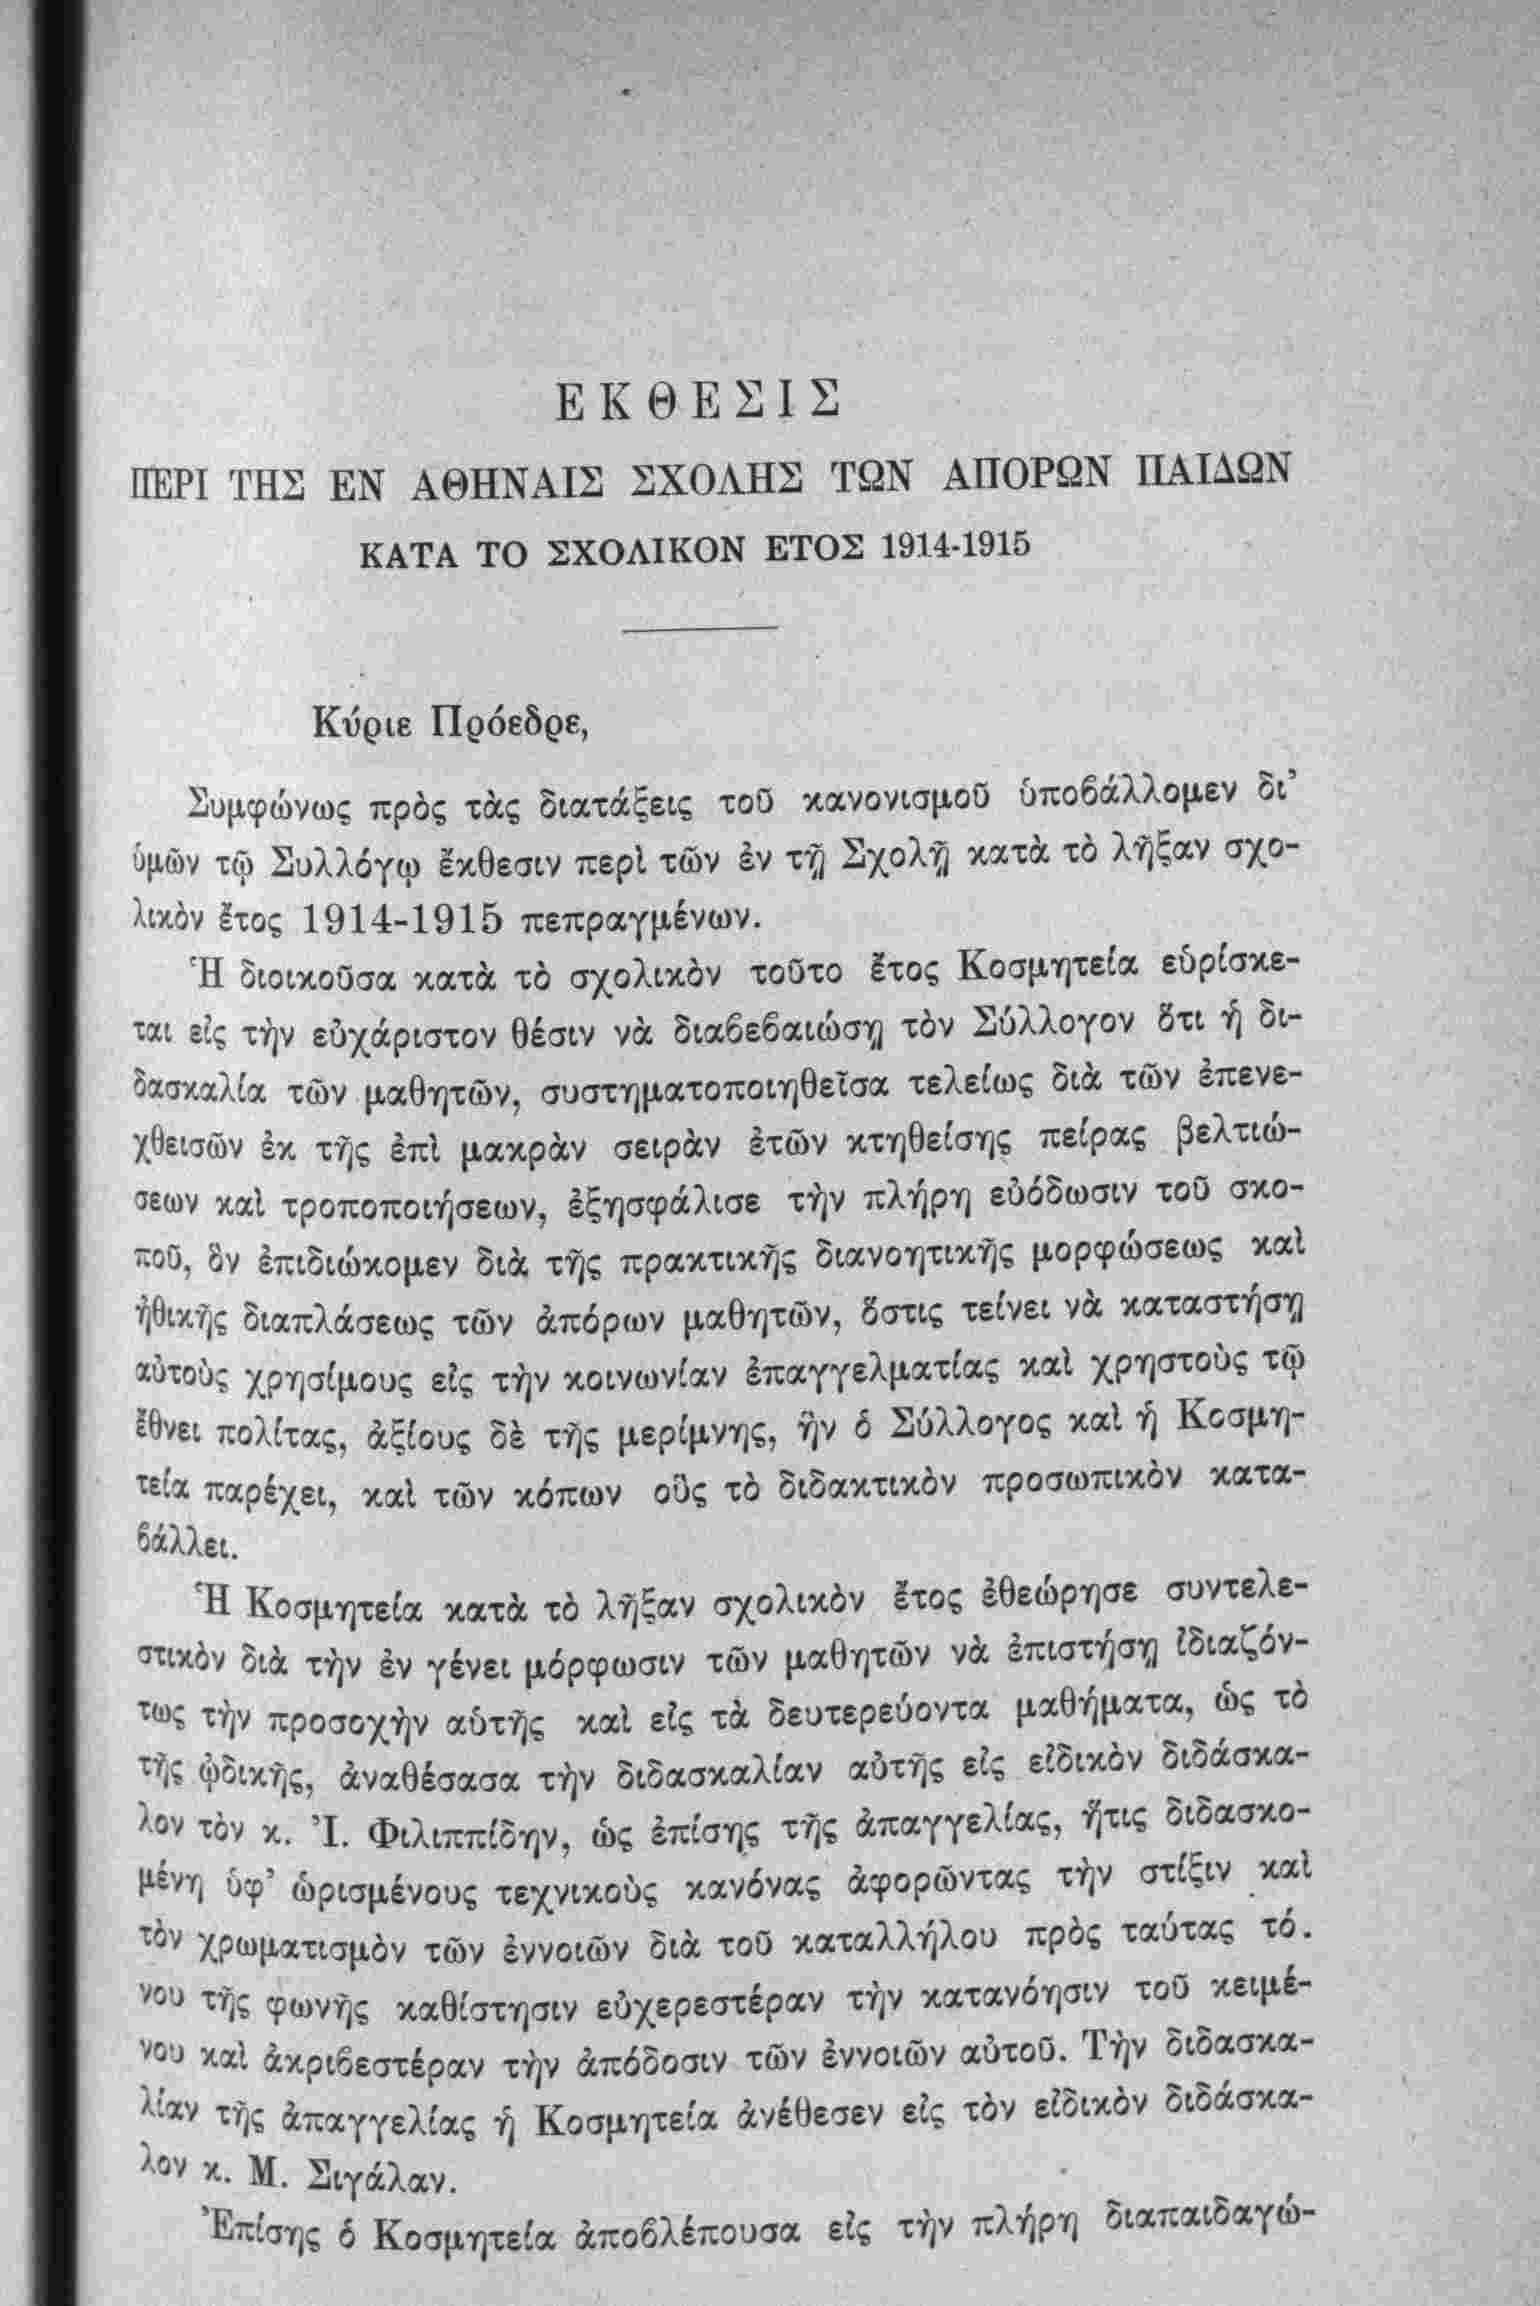 ΕΚΘΕΣΙΣ
ΠΕΡΙ ΤΗΣ ΕΝ ΑΘΗΝΑΙΣ ΣΧΟΛΗΣ ΤΩΝ ΑΠΟΡΩΝ ΠΑΙΔΩΝ
ΚΑΤΑ ΤΟ ΣΧΟΛΙΚΟΝ ΕΤΟΣ 1914-1915
Κύριε Πρόεδρε,
Συμφώνως πρὸς τὰς διατάξεις τοῦ κανονισμοῦ ὑποβάλλομεν δι’
ὑμῶν τῷ Συλλόγῳ ἔκθεσιν περὶ τῶν ἐν τῇ Σχολῇ κατὰ τὸ λῆξαν σχο-
λικὸν ἔτος 1914-1915 πεπραγμένων.
Ἡ διοικοῦσα κατὰ τὸ σχολικὸν τοῦτο ἔτος Κοσμητεία εὑρίσκε-
ται εἰς τὴν εὐχάριστον θέσιν νὰ διαβεβαιώσῃ τὸν Σύλλογον ὅτι ἡ δι-
δασκαλία τῶν μαθητῶν, συστηματοποιηθεῖσα τελείως διὰ τῶν ἐπενε-
χθεισῶν ἐκ τῆς ἐπὶ μακρὰν σειρὰν ἐτῶν κτηθείσης πείρας βελτιώ-
σεων καὶ τροποποιήσεων, ἐξησφάλισε τὴν πλήρη εὐόδωσιν τοῦ σκο-
ποῦ, ὃν ἐπιδιώκομεν διὰ τῆς πρακτικῆς διανοητικῆς μορφώσεως καὶ
ἠθικῆς διαπλάσεως τῶν ἀπόρων μαθητῶν, ὅστις τείνει νὰ καταστήσῃ
αὐτοὺς χρησίμους εἰς τὴν κοινωνίαν ἐπαγγελματίας καὶ χρηστοὺς τῷ
ἔθνει πολίτας, ἀξίους δὲ τῆς μερίμνης, ἣν ὁ Σύλλογος καὶ ἡ Κοσμη-
τεία παρέχει, καὶ τῶν κόπων οὓς τὸ διδακτικὸν προσωπικὸν κατα-
βάλλει.
Ἡ Κοσμητεία κατὰ τὸ λῆξαν σχολικὸν ἔτος ἐθεώρησε συντελε-
στικὸν διὰ τὴν ἐν γένει μόρφωσιν τῶν μαθητῶν νὰ ἐπιστήσῃ ἰδιαζόν-
τως τὴν προσοχὴν αὑτῆς καὶ εἰς τὰ δευτερεύοντα μαθήματα, ὡς τὸ
τῆς ᾠδικῆς, ἀναθέσασα τὴν διδασκαλίαν αὐτῆς εἰς εἰδικὸν διδάσκα-
λον τὸν κ. Ἰ. Φιλιππίδην, ὡς ἐπίσης τῆς ἀπαγγελίας, ἥτις διδασκο-
μένη ὑφ’ ὡρισμένους τεχνικοὺς κανόνας ἀφορῶντας τὴν στίξιν καὶ
τὸν χρωματισμὸν τῶν ἐννοιῶν διὰ τοῦ καταλλήλου πρὸς ταύτας τό.
νου τῆς φωνῆς καθίστησιν εὐχερεστέραν τὴν κατανόησιν τοῦ κειμέ-
νου καὶ ἀκριβεστέραν τὴν ἀπόδοσιν τῶν ἐννοιῶν αὐτοῦ. Τὴν διδασκα-
λίαν τῆς ἀπαγγελίας ἡ Κοσμητεία ἀνέθεσεν εἰς τὸν εἰδικὸν διδάσκα-
λον κ. Μ. Σιγάλαν.
Ἐπίσης ὁ Κοσμητεία ἀποβλέπουσα εἰς τὴν πλήρη διαπαιδαγώ-